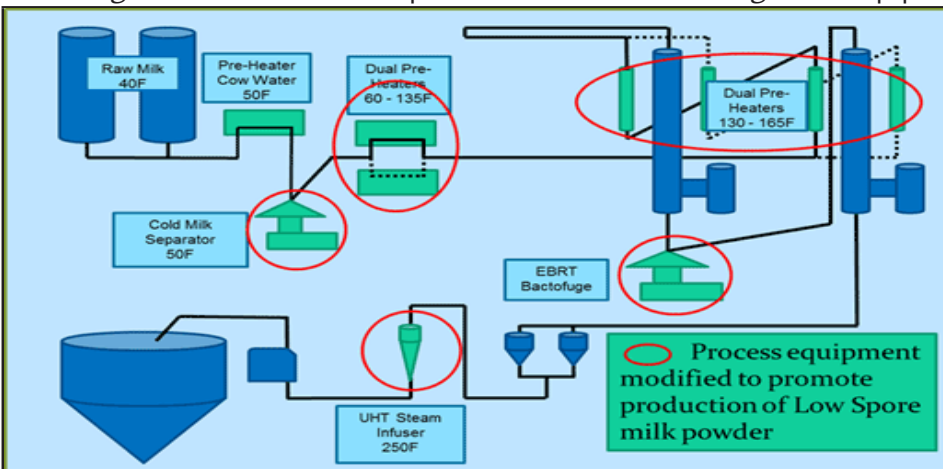 Raw Milk
40F
Pre-Heater
Cow Water
50F
Dual Pre-
Heaters
60 - 135F
Dual Pre-
Heaters
130 - 165F
Cold Milk
Separator
50F
EBRT
Bactofuge
UHT Steam
Infuser
250F
Process equipment
modified to promote
production of Low Spore
milk powder